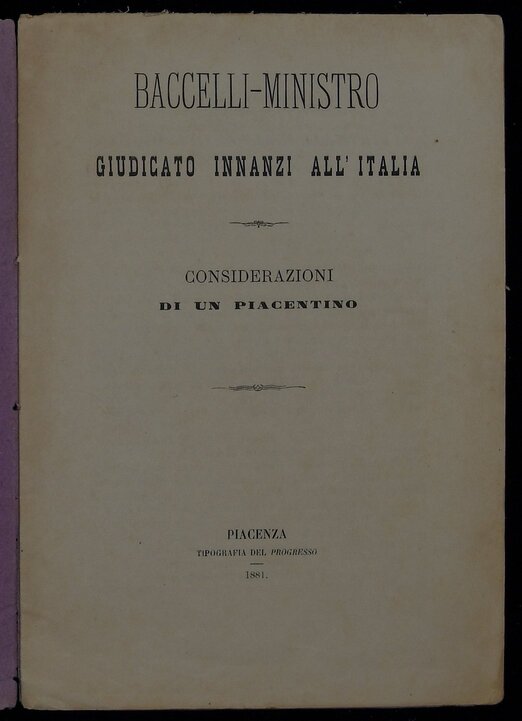 BACCELLI-MINISTRO
GIUDICATO INNANZI ALL' ITALIA
CONSIDERAZIONI
DI UN PIACENTINO
PIACENZA
TIPOGRAFIA DEL PROGRESSO
1881.